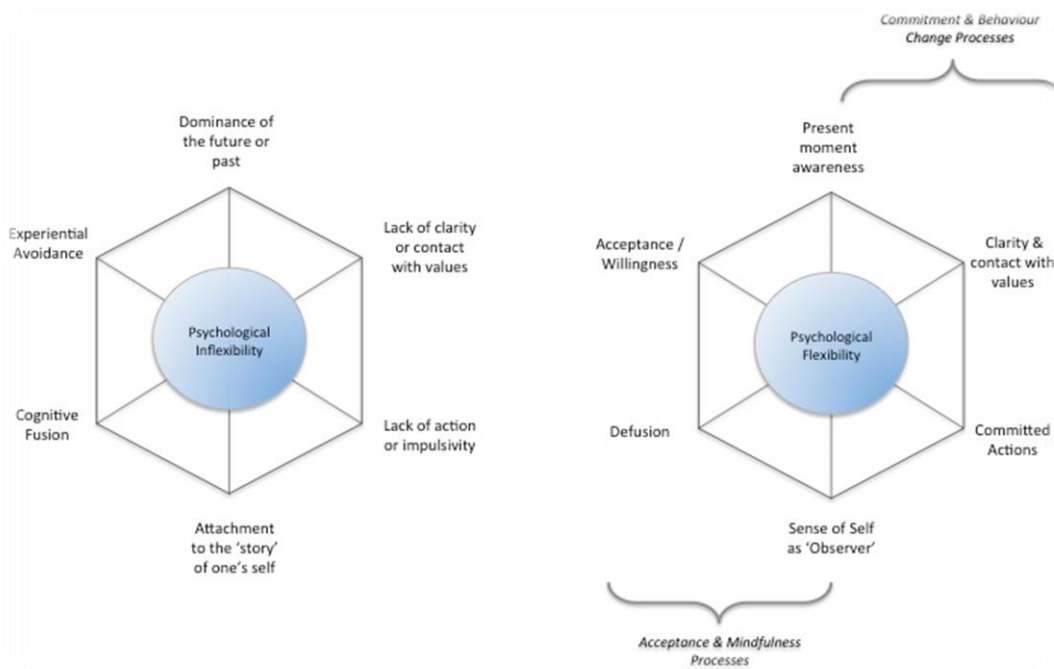 Commitment & Behaviour
Change Processes
Dominance of
the future or
past
Experiential
Avoidance
Lack of clarity
or contact
with values
Psychological
Inflexibility
Cognitive
Fusion
Lack of action
or impulsivity
Attachment
to the ‘story’
of one’s self
Present
moment
awareness
Acceptance /
Willingness
Clarity &
contact with
values
Psychological
Flexibility
Defusion
Committed
Actions
Sense of Self
as ‘Observer’
Acceptance & Mindfulness
Processes